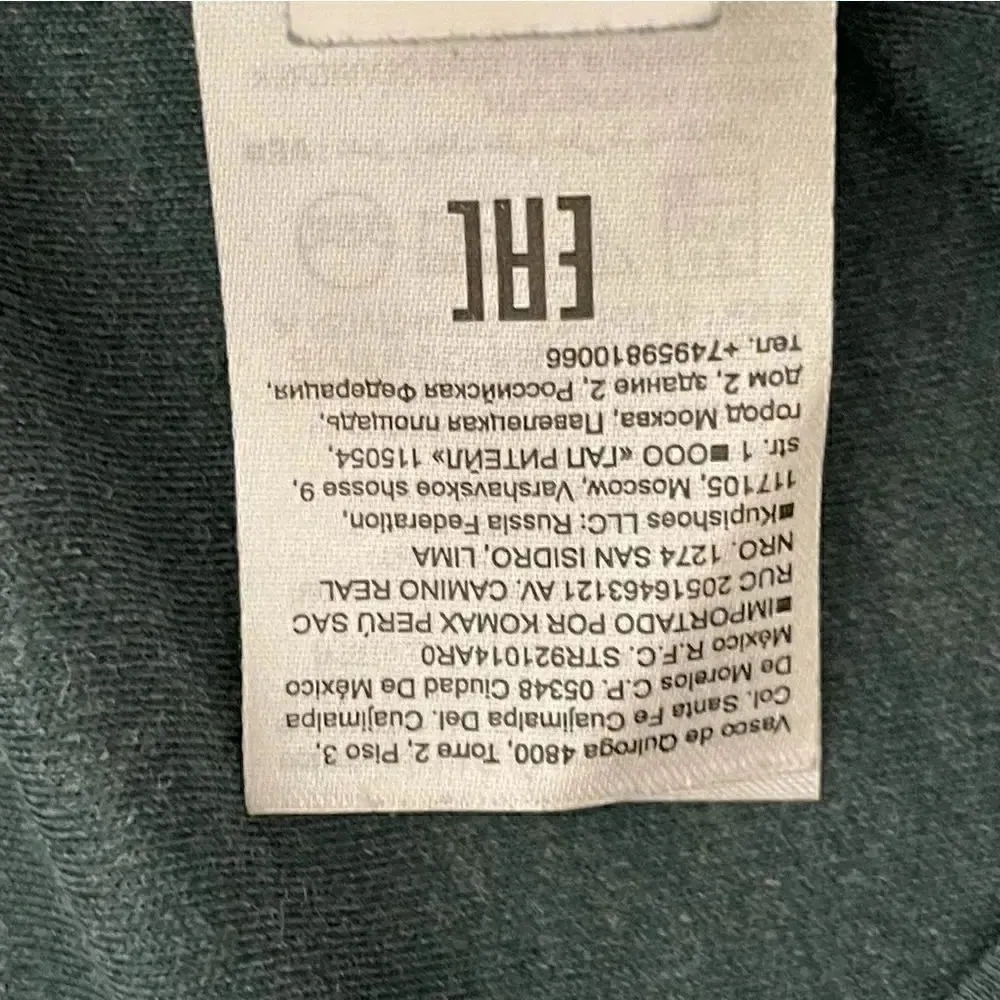 Vasco de Quiroga 4800, Torre 2, Piso 3,
Col. Santa Fe Cuajimalpa Del. Cuajimalpa
De Morelos C.P. 05348 Ciudad De México
México R.F.C. STR921014AR0
■IMPORTADO POR KOMAX PERÚ SAC
RUC 20516463121 AV. CAMINO REAL
NRO. 1274 SAN ISIDRO, LIMA
■Kupishoes LLC: Russia Federation,
117105, Moscow, Varshavskoe shosse 9,
str. 1 ■ООО «ГАП РИТЕЙЛ» 115054,
город Москва, Павелецкая площадь,
дом 2, здание 2, Российская Федерация,
тел. +74959810066
EAC